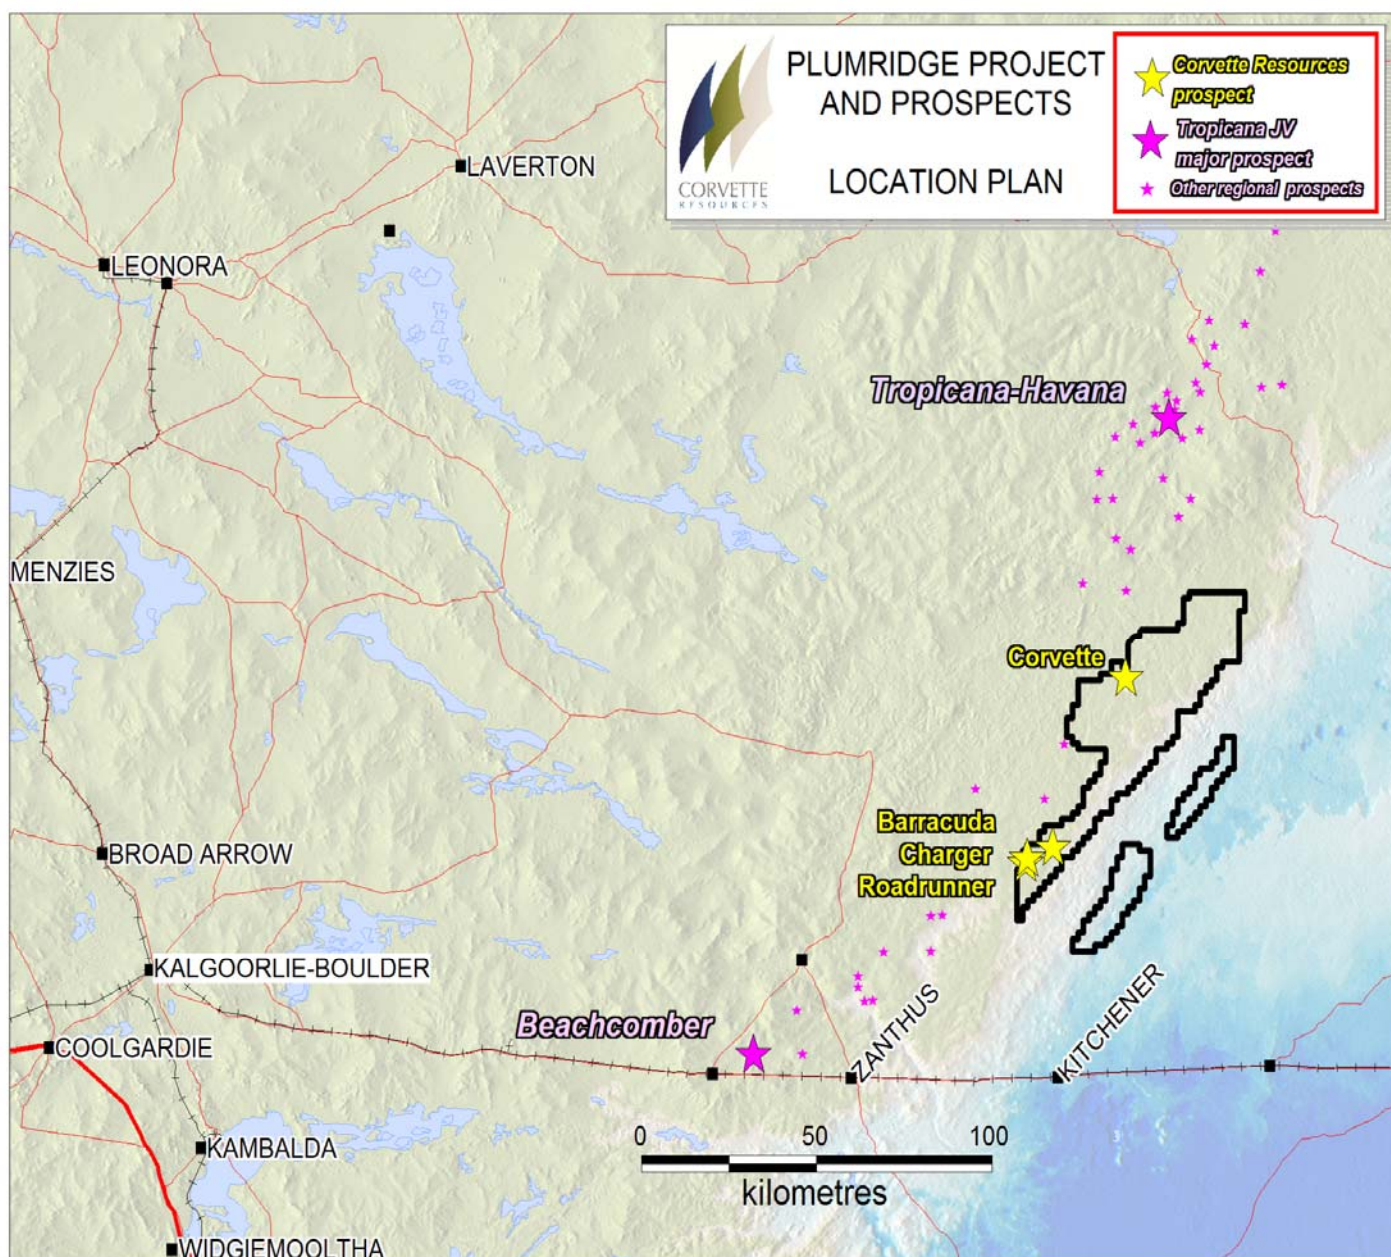 PLUMRIDGE PROJECT
AND PROSPECTS
LOCATION PLAN
CORVETTE
RESOURCES
Corvette Resources
prospect
Tropicana JV
major prospect
Other regional prospects
LAVERTON
LEONORA
Tropicana-Havana
MENZIES
Corvette
Barracuda
Charger
Roadrunner
BROAD ARROW
KALGOORLIE-BOULDER
Beachcomber
ZANTHUS
KITCHENER
COOLGARDIE
KAMBALDA
0 50 100
kilometres
WIDGIEMOOLTHA